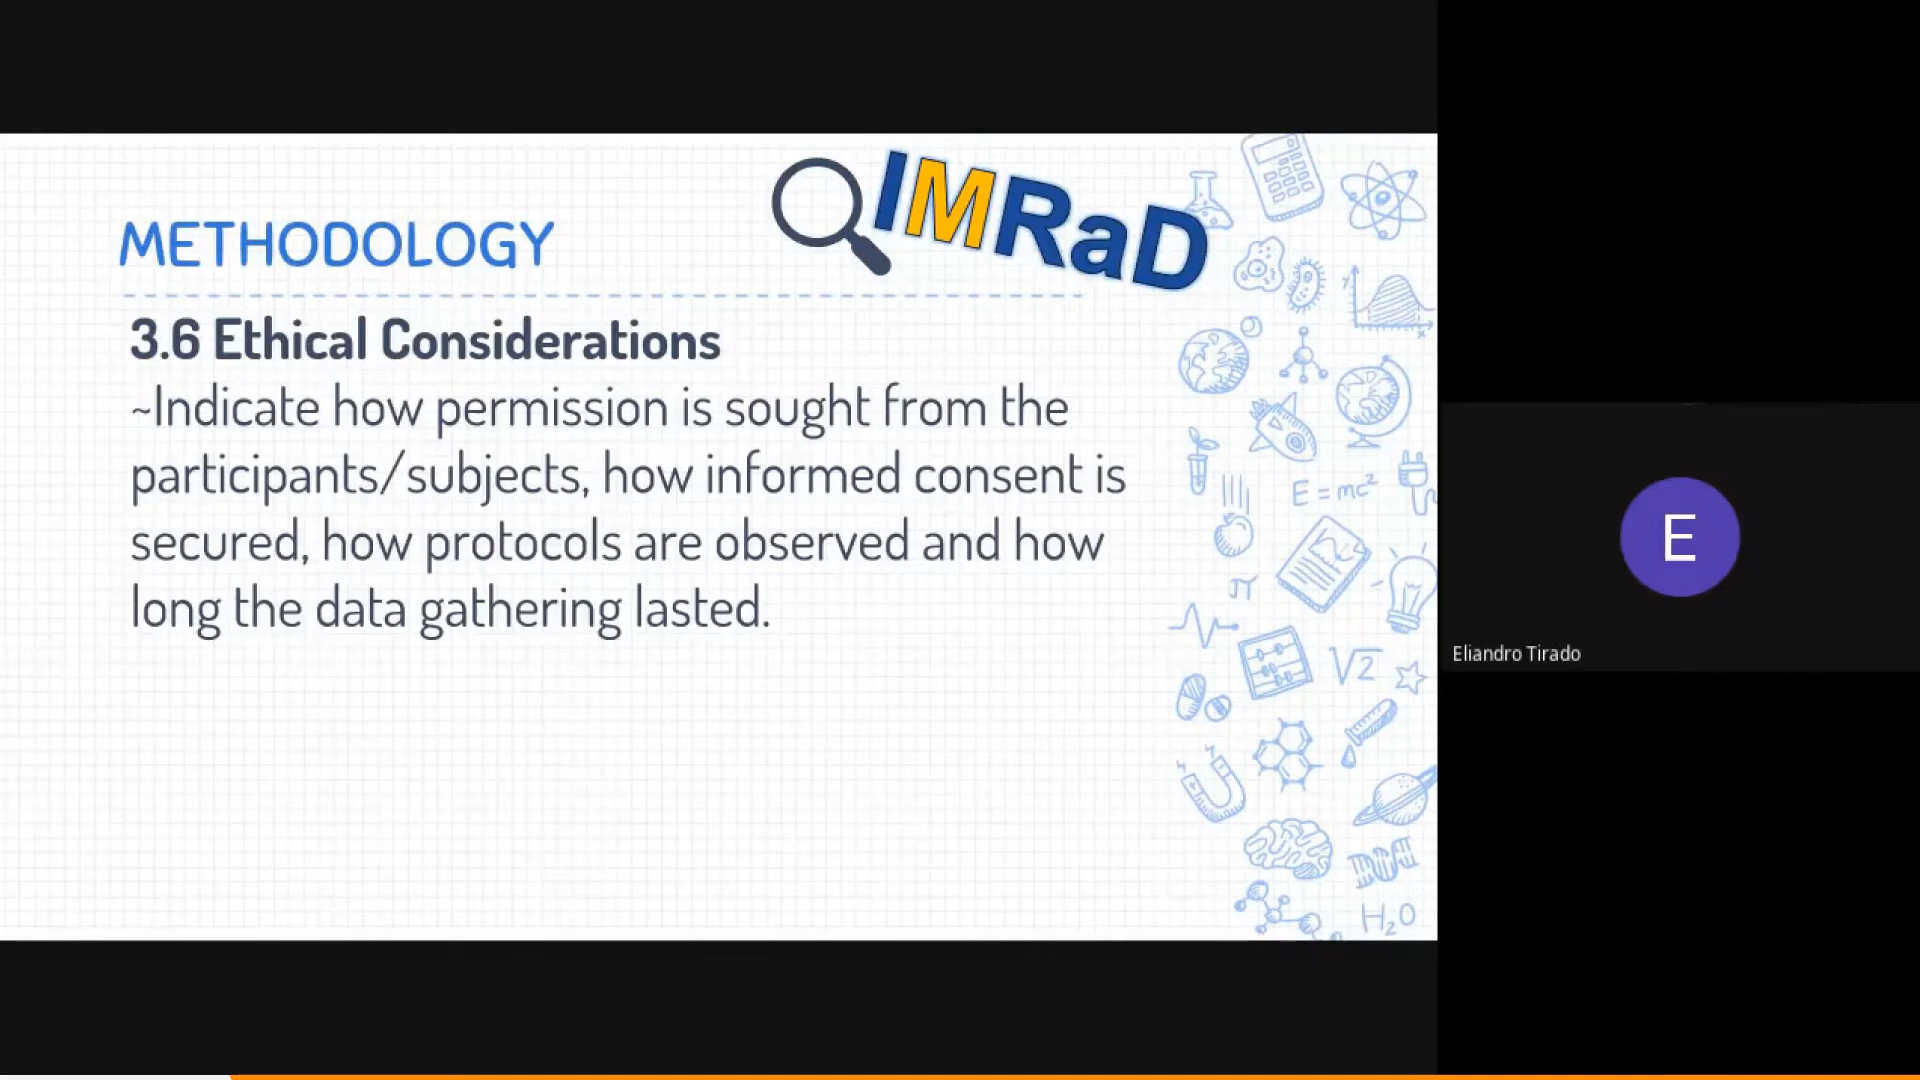 IMRaD
METHODOLOGY
3.6 Ethical Considerations
~Indicate how permission is sought from the
participants/subjects, how informed consent is
secured, how protocols are observed and how
long the data gathering lasted.
y
x
E=mc²
π
√2
H₂O
E
Eliandro Tirado